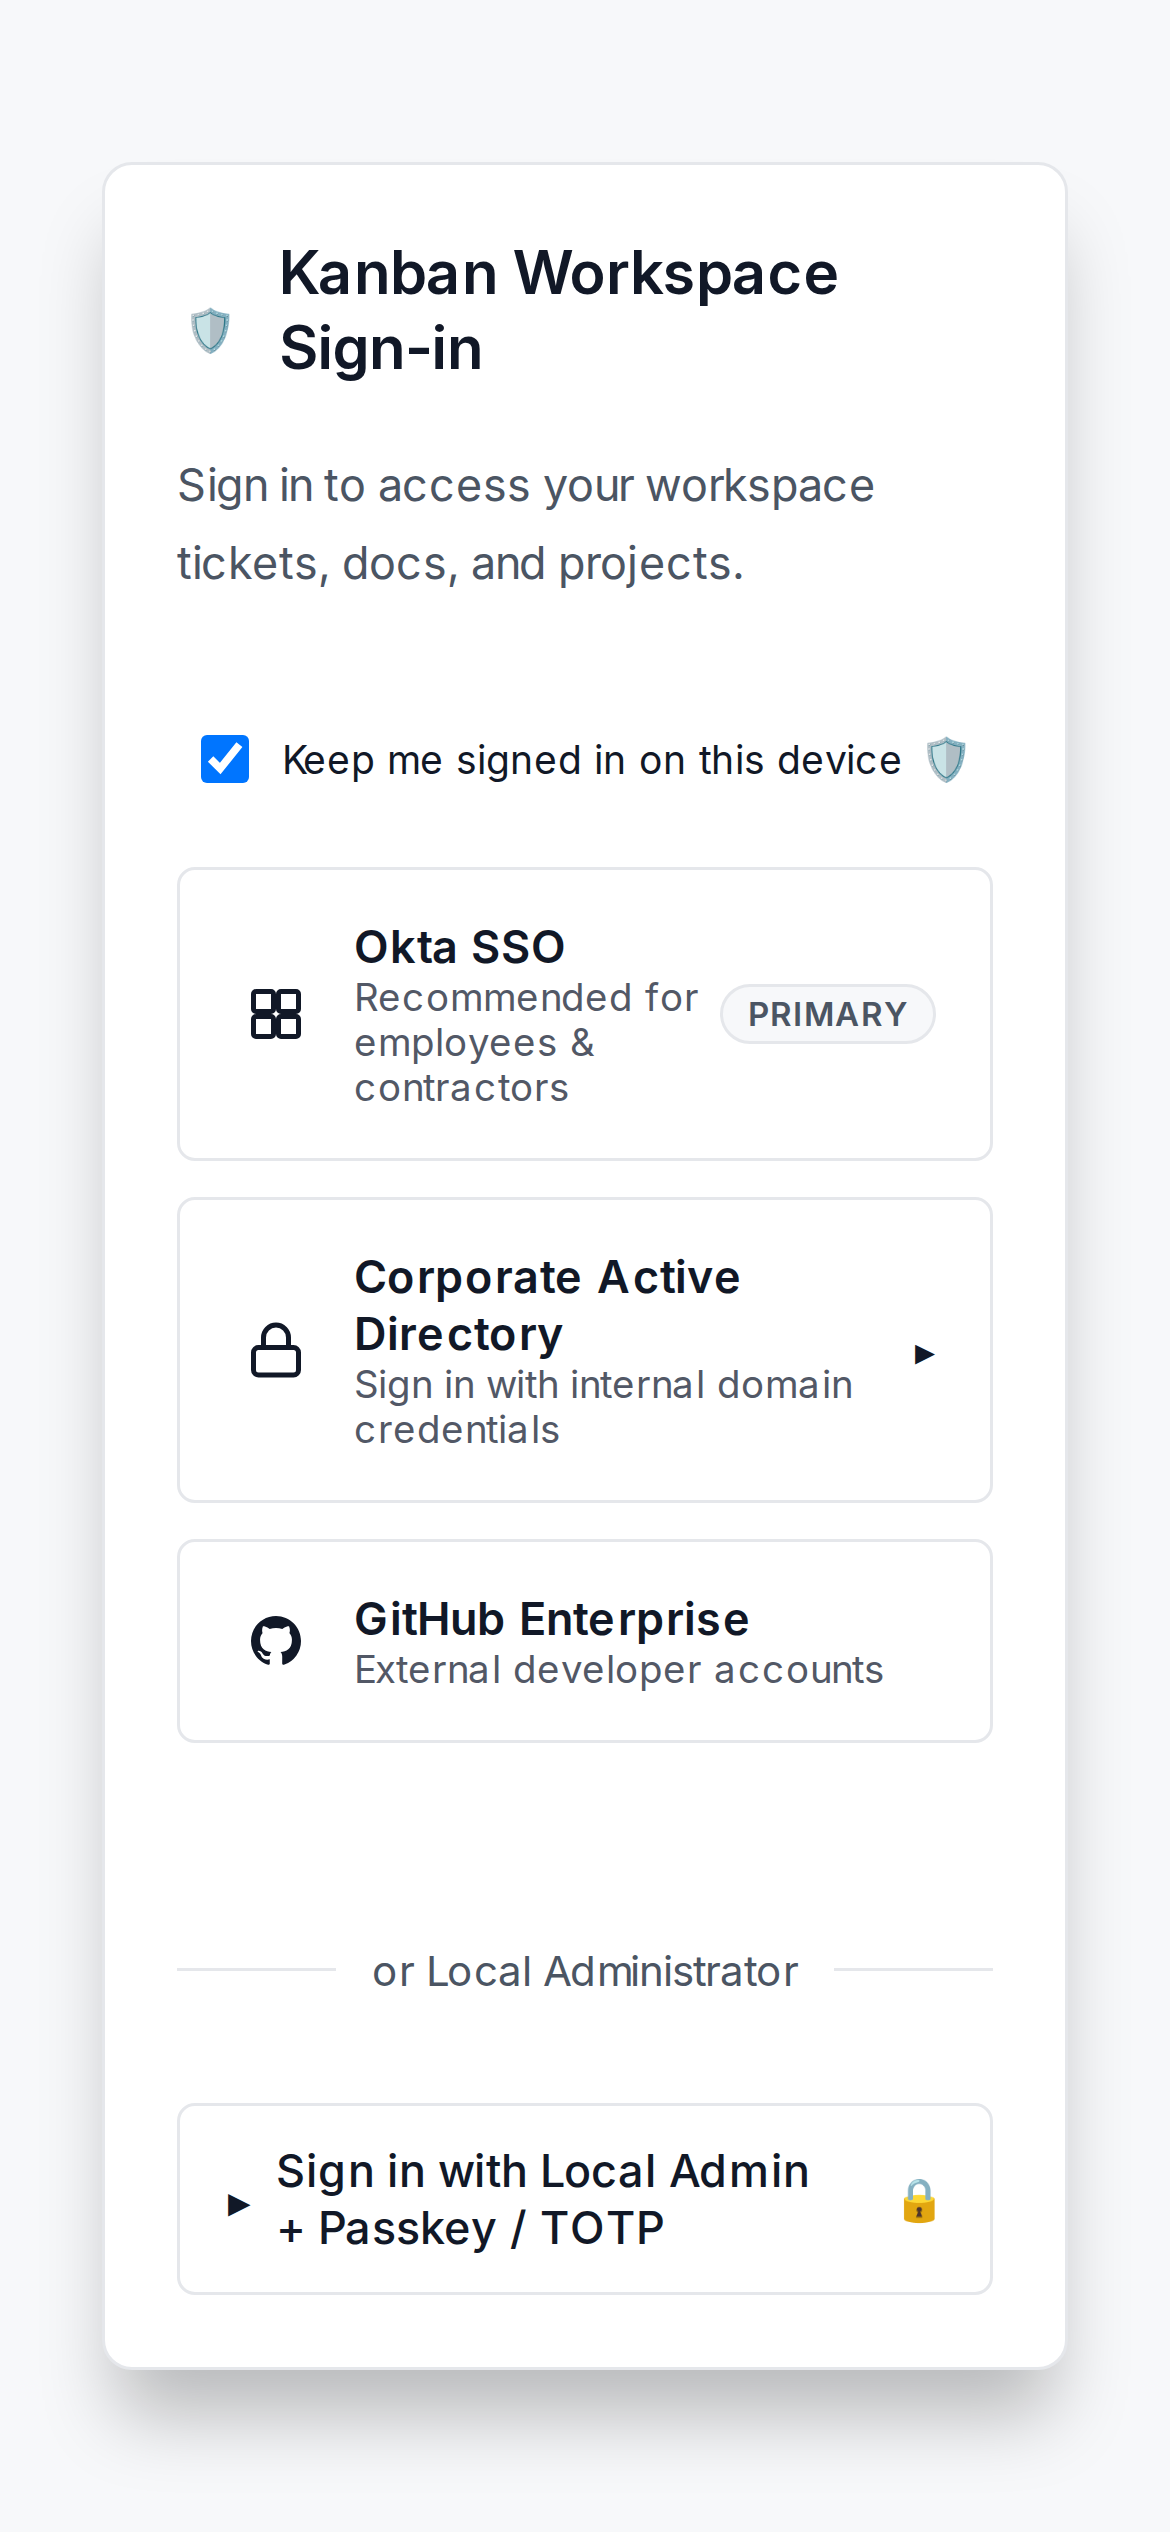 Kanban Workspace
Sign-in
Sign in to access your workspace
tickets, docs, and projects.
Keep me signed in on this device
Okta SSO
Recommended for
employees &
contractors
PRIMARY
Corporate Active
Directory
Sign in with internal domain
credentials
GitHub Enterprise
External developer accounts
or Local Administrator
Sign in with Local Admin
+ Passkey / TOTP